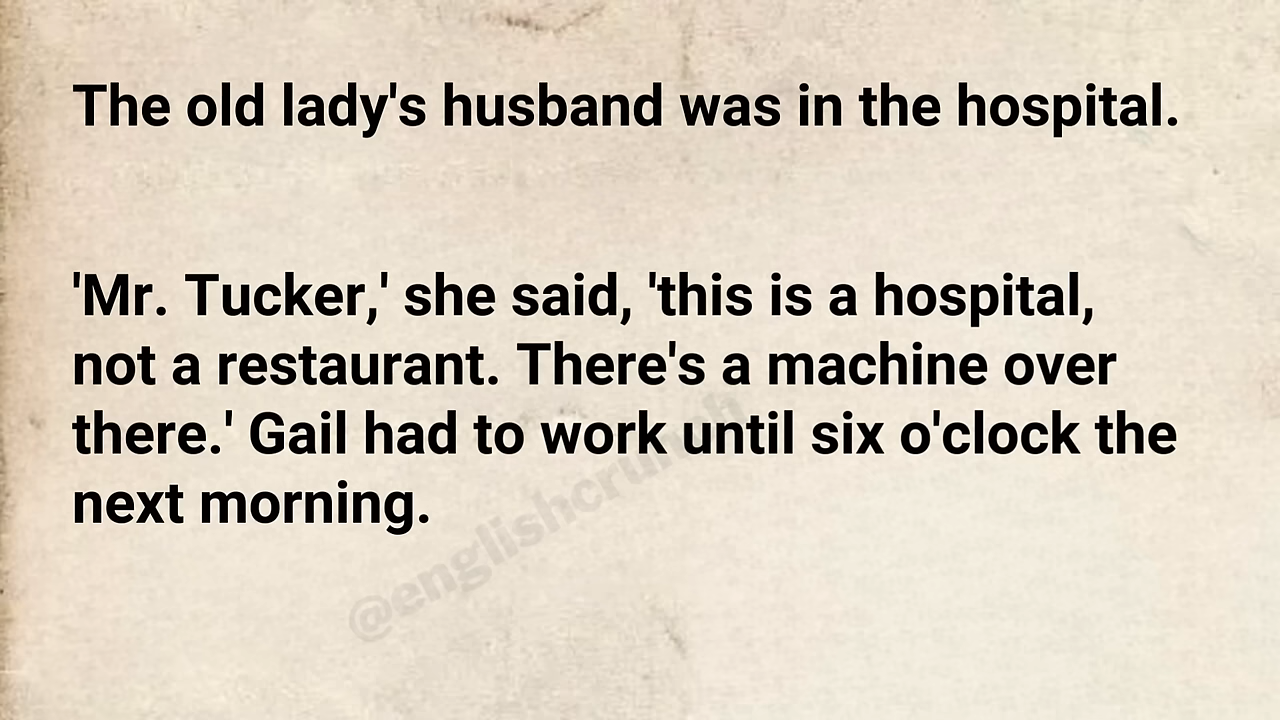 The old lady's husband was in the hospital.
'Mr. Tucker,' she said, 'this is a hospital,
not a restaurant. There's a machine over
there.' Gail had to work until six o'clock the
next morning.